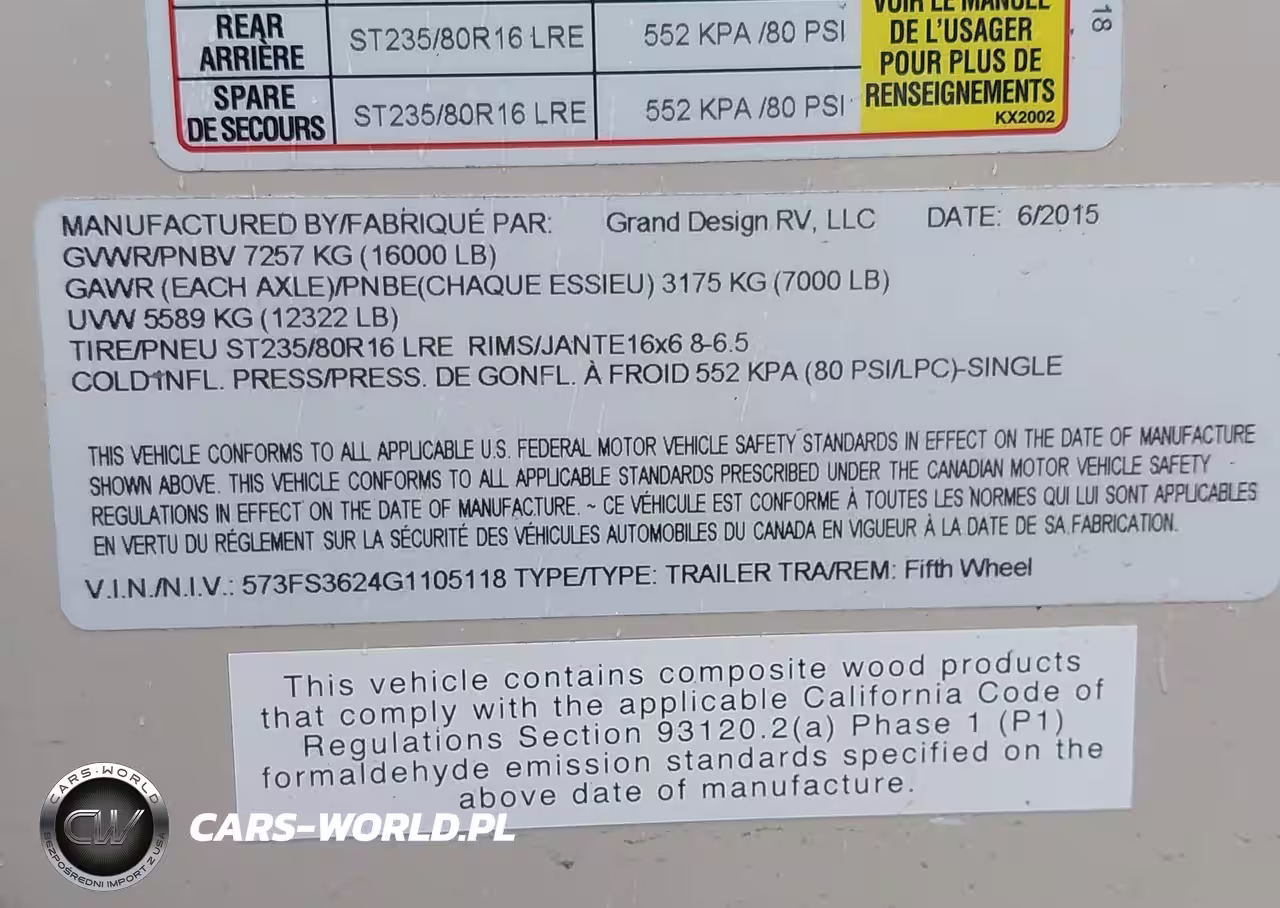 VOIR LE MANUEL
REAR
ARRIÈRE
ST235/80R16 LRE
552 KPA /80 PSI
DE L'USAGER
POUR PLUS DE
RENSEIGNEMENTS
KX2002
18
SPARE
DE SECOURS
ST235/80R16 LRE
552 KPA /80 PSI
MANUFACTURED BY/FABRIQUÉ PAR: Grand Design RV, LLC DATE: 6/2015
GVWR/PNBV 7257 KG (16000 LB)
GAWR (EACH AXLE)/PNBE(CHAQUE ESSIEU) 3175 KG (7000 LB)
UVW 5589 KG (12322 LB)
TIRE/PNEU ST235/80R16 LRE RIMS/JANTE16x6 8-6.5
COLD INFL. PRESS/PRESS. DE GONFL. À FROID 552 KPA (80 PSI/LPC)-SINGLE
THIS VEHICLE CONFORMS TO ALL APPLICABLE U.S. FEDERAL MOTOR VEHICLE SAFETY STANDARDS IN EFFECT ON THE DATE OF MANUFACTURE
SHOWN ABOVE. THIS VEHICLE CONFORMS TO ALL APPLICABLE STANDARDS PRESCRIBED UNDER THE CANADIAN MOTOR VEHICLE SAFETY
REGULATIONS IN EFFECT ON THE DATE OF MANUFACTURE. ~ CE VÉHICULE EST CONFORME À TOUTES LES NORMES QUI LUI SONT APPLICABLES
EN VERTU DU RÉGLEMENT SUR LA SÉCURITÉ DES VÉHICULES AUTOMOBILES DU CANADA EN VIGUEUR À LA DATE DE SA FABRICATION.
V.I.N./N.I.V.: 573FS3624G1105118 TYPE/TYPE: TRAILER TRA/REM: Fifth Wheel
This vehicle contains composite wood products
that comply with the applicable California Code of
Regulations Section 93120.2(a) Phase 1 (P1)
formaldehyde emission standards specified on the
above date of manufacture.
CARS-WORLD
CW
BEZPOŚREDNI IMPORT Z USA
CARS-WORLD.PL